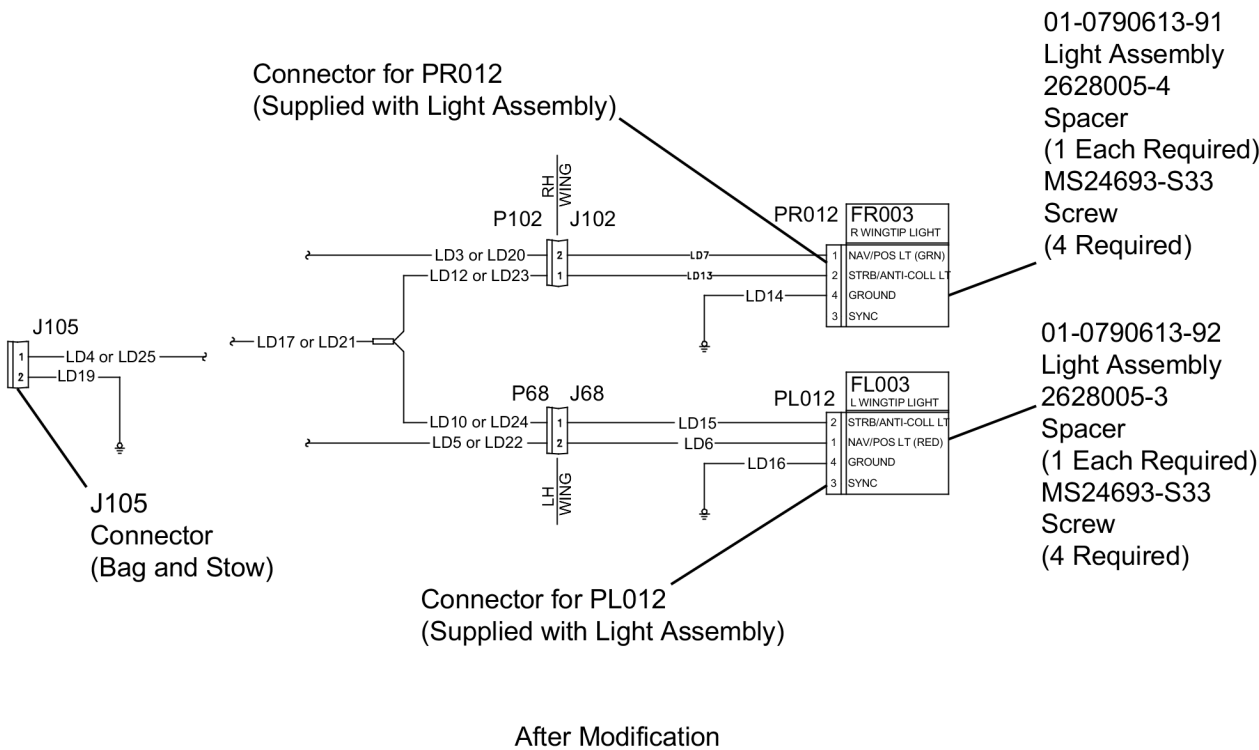 01-0790613-91
Light Assembly
2628005-4
Spacer
(1 Each Required)
MS24693-S33
Screw
(4 Required)
Connector for PR012
(Supplied with Light Assembly)
RH
WING
P102 J102
PR012 FR003
R WINGTIP LIGHT
LD3 or LD20 2 LD7 1 NAV/POS LT (GRN)
LD12 or LD23 1 LD13 2 STRB/ANTI-COLL LT
LD14 4 GROUND
3 SYNC
J105
1 LD4 or LD25
2 LD19
LD17 or LD21
01-0790613-92
Light Assembly
2628005-3
Spacer
(1 Each Required)
MS24693-S33
Screw
(4 Required)
P68 J68
PL012 FL003
L WINGTIP LIGHT
LD10 or LD24 1 LD15 2 STRB/ANTI-COLL LT
LD5 or LD22 2 LD6 1 NAV/POS LT (RED)
LD16 4 GROUND
3 SYNC
LH
WING
J105
Connector
(Bag and Stow)
Connector for PL012
(Supplied with Light Assembly)
After Modification